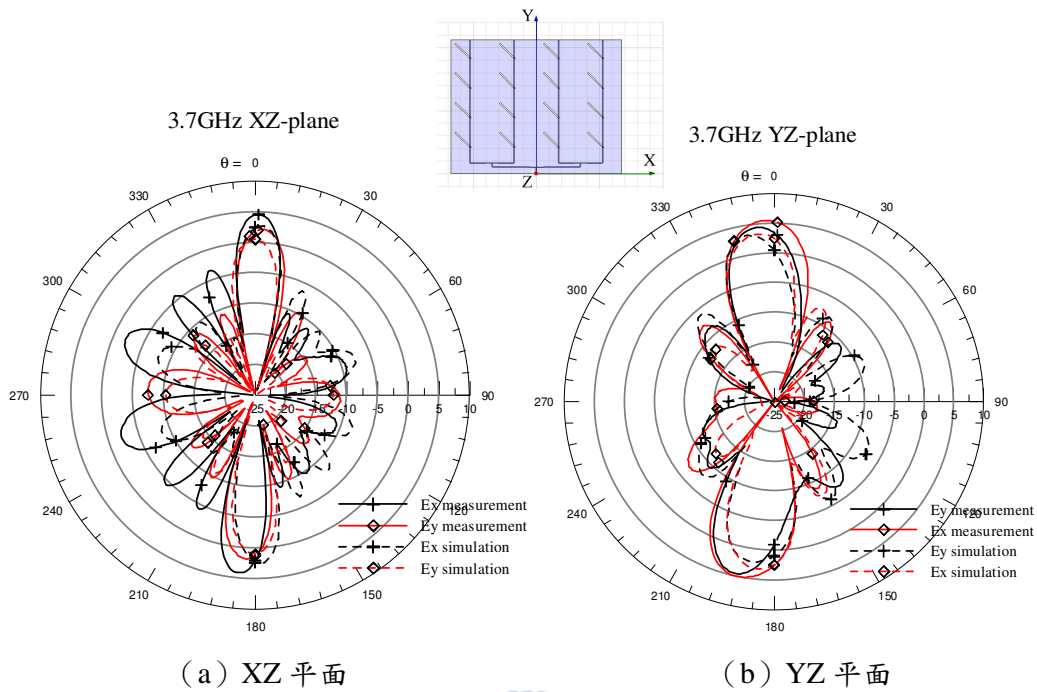 Y
X
Z
3.7GHz XZ-plane
θ = 0
30
60
90
120
150
180
210
240
270
300
330
-25 -20 -15 -10 -5 0 5 10
Ex measurement
Ey measurement
Ex simulation
Ey simulation
(a) XZ 平面
3.7GHz YZ-plane
θ = 0
30
60
90
120
150
180
210
240
270
300
330
-25 -20 -15 -10 -5 0 5 10
Ey measurement
Ex measurement
Ey simulation
Ex simulation
(b) YZ 平面